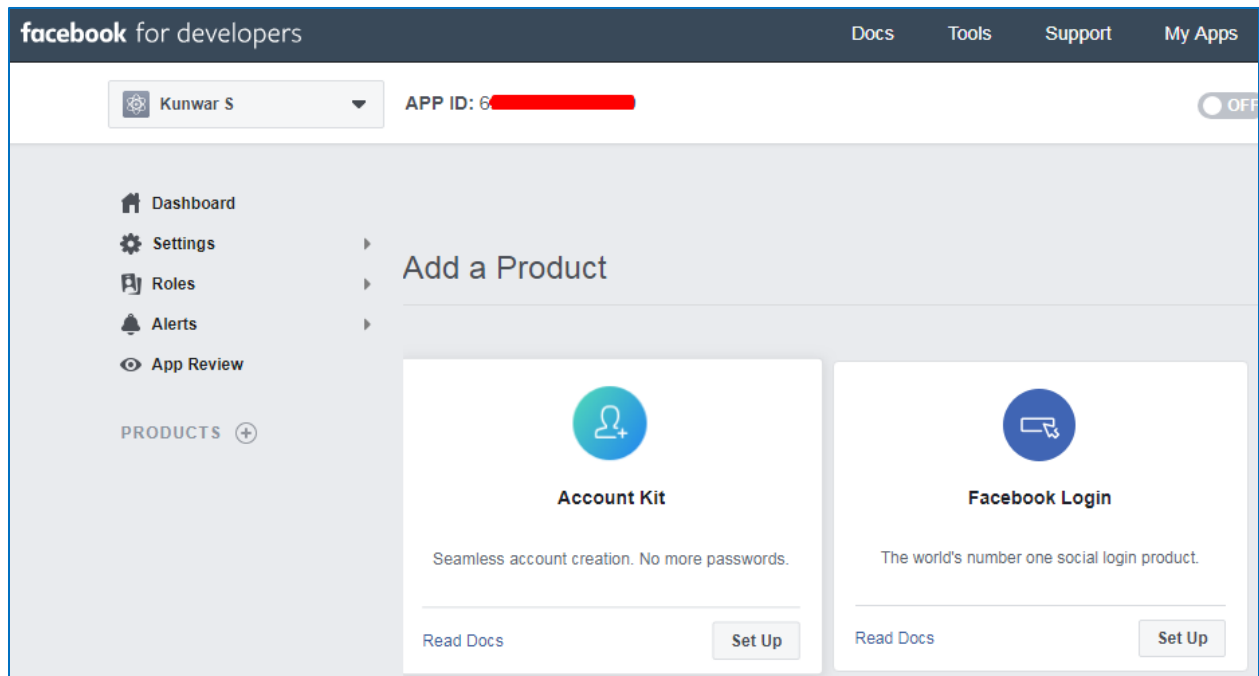 facebook for developers Docs Tools Support My Apps
Kunwar S APP ID: 6 OFF
Dashboard
Settings
Roles
Alerts
App Review
PRODUCTS
Add a Product
Account Kit
Seamless account creation. No more passwords.
Read Docs Set Up
Facebook Login
The world's number one social login product.
Read Docs Set Up